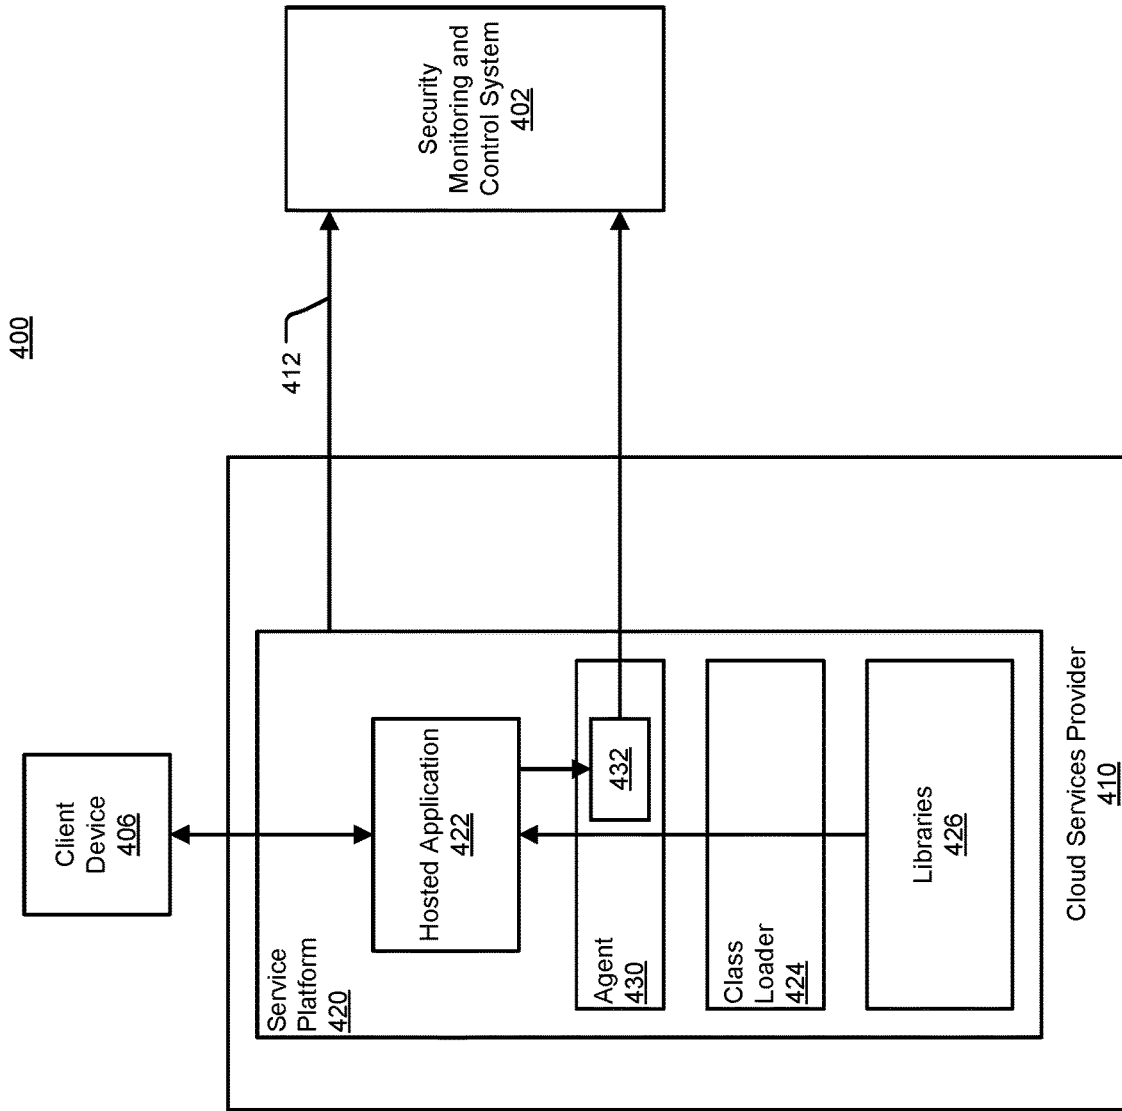 400
Client
Device
406
412
Security
Monitoring and
Control System
402
Service
Platform
420
Hosted Application
422
Agent
430
432
Class
Loader
424
Libraries
426
Cloud Services Provider
410